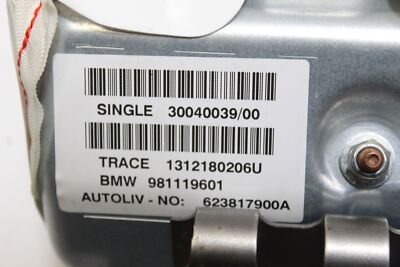 SINGLE 30040039/00
TRACE 1312180206U
BMW 981119601
AUTOLIV - NO: 623817900A